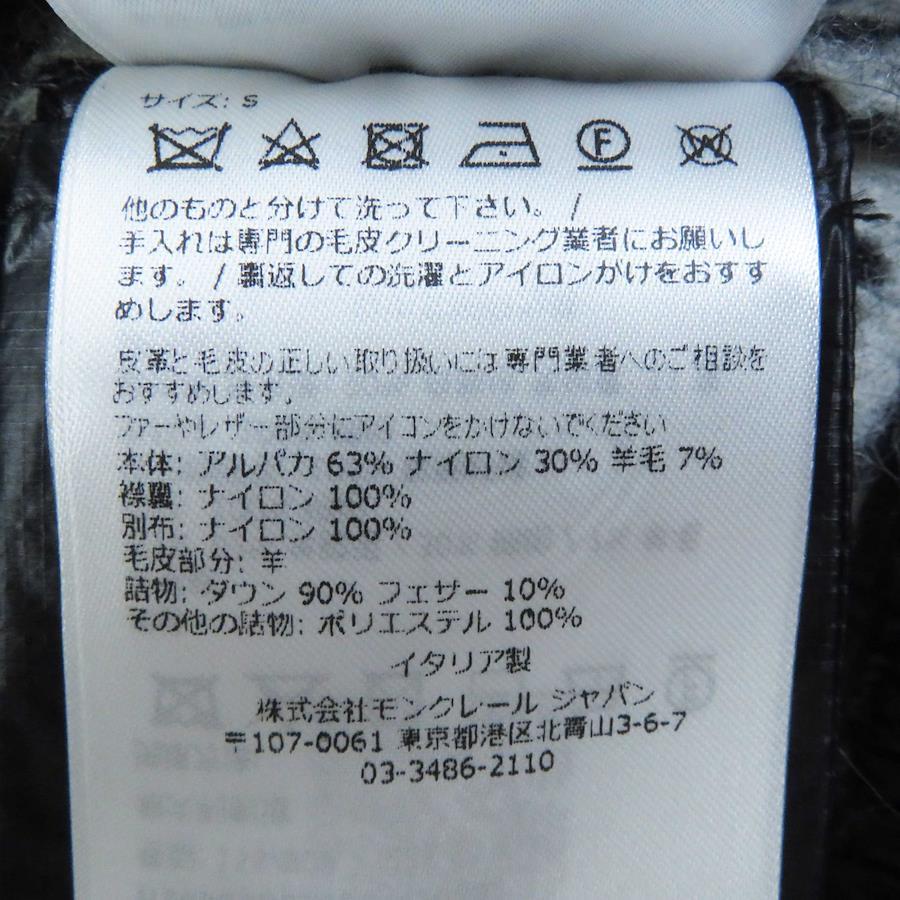 サイズ: S
他のものと分けて洗って下さい。 /
手入れは専門の毛皮クリーニング業者にお願いし
ます。 / 裏返しての洗濯とアイロンがけをおすす
めします。
皮革と毛皮の正しい取り扱いには専門業者へのご相談を
おすすめします。
ファーやレザー部分にアイロンをかけないでください
本体: アルパカ 63% ナイロン 30% 羊毛 7%
襟裏: ナイロン 100%
別布: ナイロン 100%
毛皮部分: 羊
詰物: ダウン 90% フェザー 10%
その他の詰物: ポリエステル 100%
イタリア製
株式会社モンクレール ジャパン
〒107-0061 東京都港区北青山3-6-7
03-3486-2110